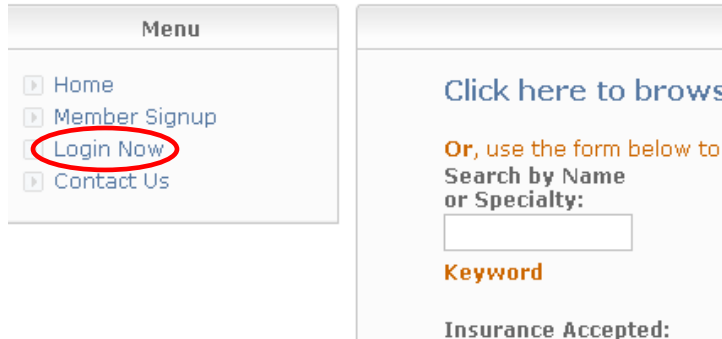 Menu
Home
Member Signup
Login Now
Contact Us
Click here to brows
Or, use the form below to
Search by Name
or Specialty:
Keyword
Insurance Accepted: